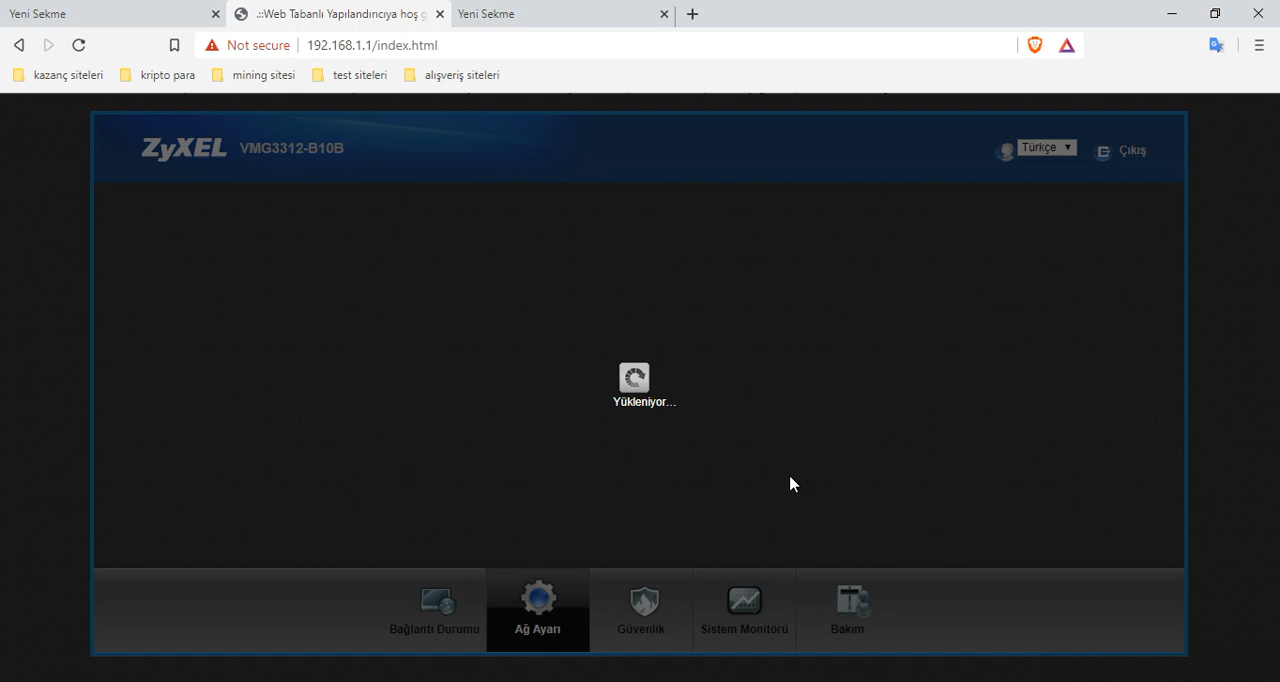 Yeni Sekme
.::Web Tabanlı Yapılandırıcıya hoş g
Yeni Sekme
Not secure
192.168.1.1/index.html
kazanç siteleri
kripto para
mining sitesi
test siteleri
alışveriş siteleri
ZyXEL
VMG3312-B10B
Türkçe
Çıkış
Yükleniyor...
Bağlantı Durumu
Ağ Ayarı
Güvenlik
Sistem Monitörü
Bakım